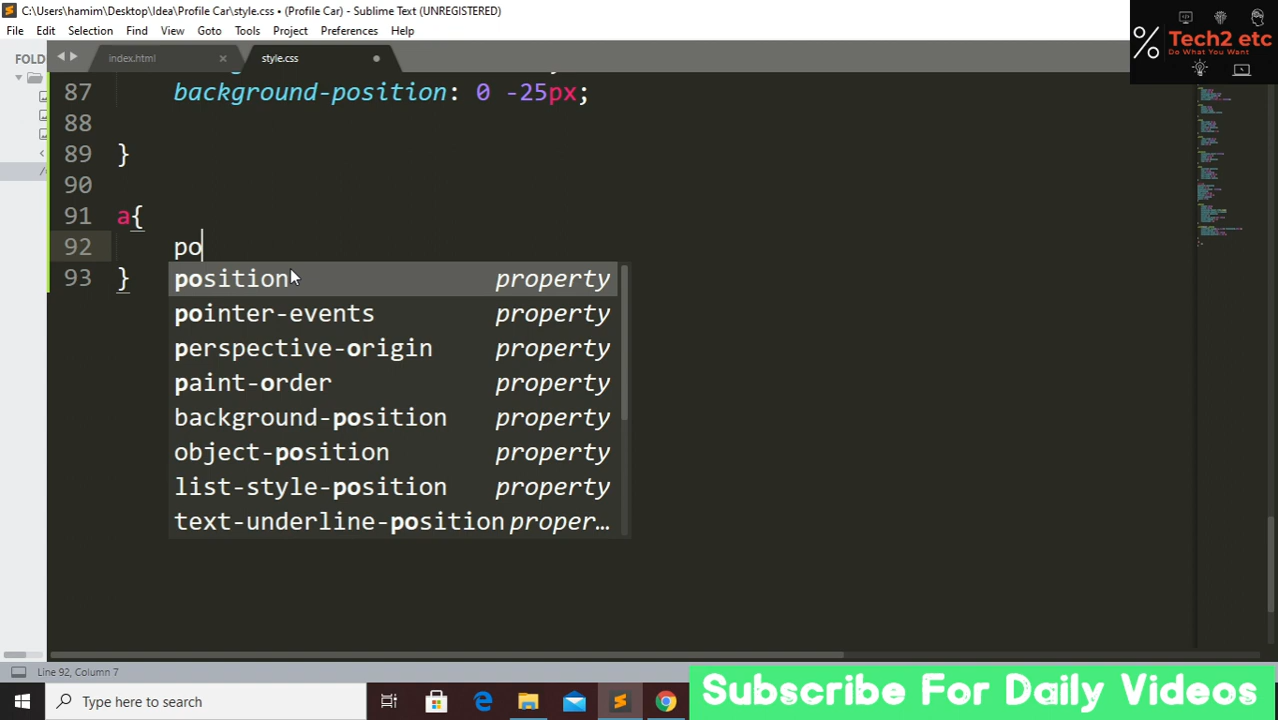 C:\Users\hamim\Desktop\Idea\Profile Car\style.css • (Profile Car) - Sublime Text (UNREGISTERED)
File Edit Selection Find View Goto Tools Project Preferences Help
Tech2 etc
Do What You Want
FOLD
index.html
style.css
87 background-position: 0 -25px;
88
89 }
90
91 a{
92 po
93 }
position property
pointer-events property
perspective-origin property
paint-order property
background-position property
object-position property
list-style-position property
text-underline-position proper…
Line 92, Column 7
Type here to search
Subscribe For Daily Videos